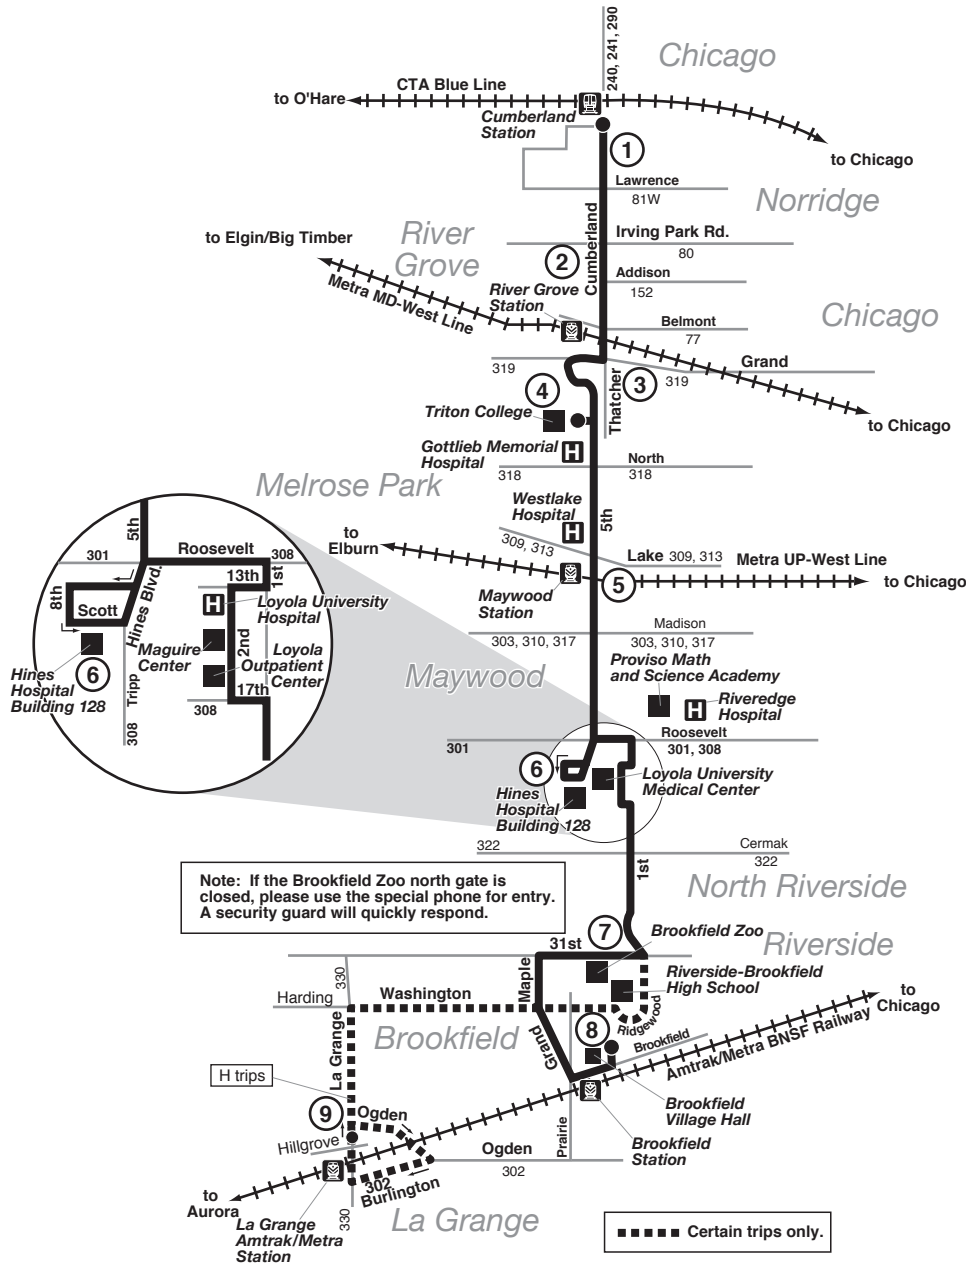 240, 241, 290
Chicago
CTA Blue Line
to O'Hare
Cumberland
Station
1
to Chicago
Lawrence
81W
Norridge
Cumberland
River
Grove
to Elgin/Big Timber
Irving Park Rd.
80
2
Addison
152
River Grove
Station
Metra MD-West Line
Belmont
77
Chicago
Grand
319
319
3
4
Thatcher
to Chicago
Triton College
Gottlieb Memorial
Hospital
H
North
318
318
Melrose Park
Westlake
Hospital
H
5th
309, 313
to
Elburn
Lake 309, 313
Metra UP-West Line
to Chicago
Maywood
Station
5
Madison
303, 310, 317
303, 310, 317
Proviso Math
and Science Academy
Maywood
H
Riveredge
Hospital
Roosevelt
301, 308
301
6
Loyola University
Medical Center
Hines
Hospital
Building 128
5th
301
Roosevelt
308
1st
13th
8th
Scott
Hines Blvd.
H
Loyola University
Hospital
Maguire
Center
2nd
Loyola
Outpatient
Center
6
Hines
Hospital
Building 128
Tripp
308
17th
308
322
Cermak
322
1st
North Riverside
Note: If the Brookfield Zoo north gate is
closed, please use the special phone for entry.
A security guard will quickly respond.
7
31st
Brookfield Zoo
Riverside
330
Maple
Riverside-Brookfield
High School
Harding
Washington
Ridgewood
to
Chicago
Brookfield
8
Grand
Brookfield
Amtrak/Metra BNSF Railway
La Grange
H trips
Brookfield
Village Hall
9
Ogden
Hillgrove
Prairie
Brookfield
Station
Ogden
302
302
Burlington
to
Aurora
330
La Grange
La Grange
Amtrak/Metra
Station
Certain trips only.